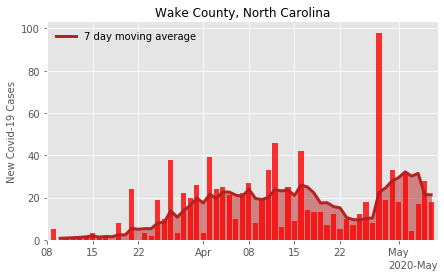 Wake County, North Carolina
7 day moving average
New Covid-19 Cases
100
80
60
40
20
0
08 15 22 Apr 08 15 22 May
2020-May